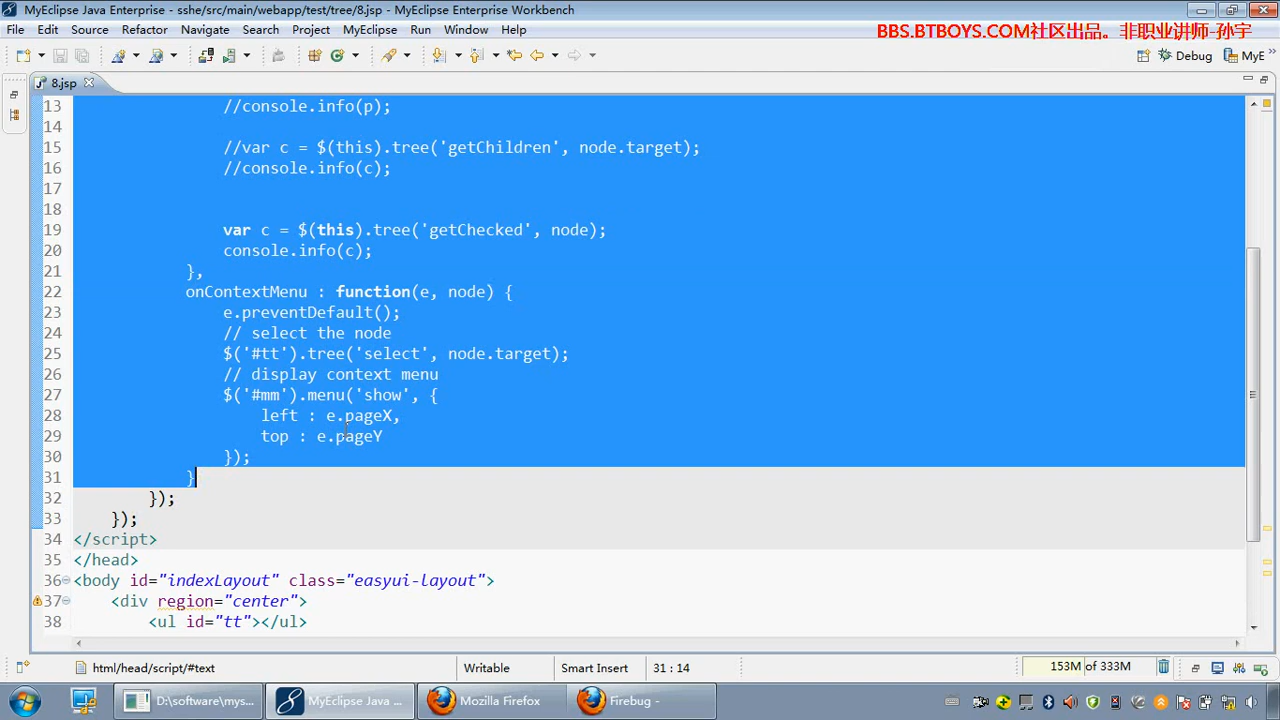 MyEclipse Java Enterprise - sshe/src/main/webapp/test/tree/8.jsp - MyEclipse Enterprise Workbench
File Edit Source Refactor Navigate Search Project MyEclipse Run Window Help
BBS.BTBOYS.COM社区出品。非职业讲师-孙宇
Debug MyE
8.jsp
13 //console.info(p);
14
15 //var c = $(this).tree('getChildren', node.target);
16 //console.info(c);
17
18
19 var c = $(this).tree('getChecked', node);
20 console.info(c);
21 },
22 onContextMenu : function(e, node) {
23 e.preventDefault();
24 // select the node
25 $('#tt').tree('select', node.target);
26 // display context menu
27 $('#mm').menu('show', {
28 left : e.pageX,
29 top : e.pageY
30 });
31 }
32 });
33 });
34 </script>
35 </head>
36 <body id="indexLayout" class="easyui-layout">
37 <div region="center">
38 <ul id="tt"></ul>
html/head/script/#text Writable Smart Insert 31 : 14 153M of 333M
D:\software\mys... MyEclipse Java ... Mozilla Firefox Firebug -